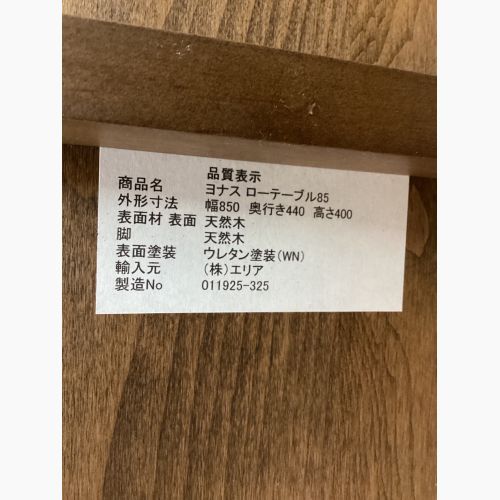 品質表示
商品名 ヨナス ローテーブル85
外形寸法 幅850 奥行き440 高さ400
表面材 表面 天然木
脚 天然木
表面塗装 ウレタン塗装(WN)
輸入元 (株)エリア
製造No 011925-325